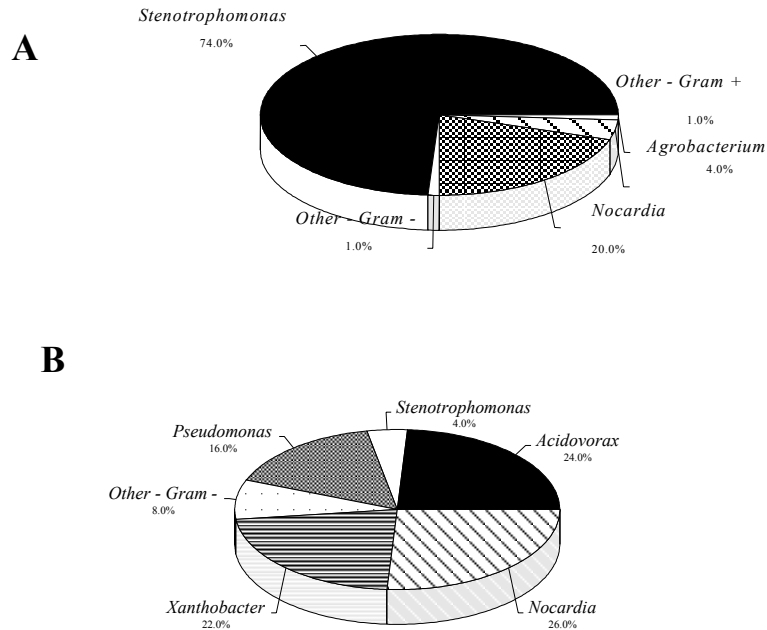 A
Stenotrophomonas
74.0%
Other - Gram +
1.0%
Agrobacterium
4.0%
Nocardia
20.0%
Other - Gram -
1.0%
B
Stenotrophomonas
4.0%
Pseudomonas
16.0%
Acidovorax
24.0%
Other - Gram -
8.0%
Xanthobacter
22.0%
Nocardia
26.0%